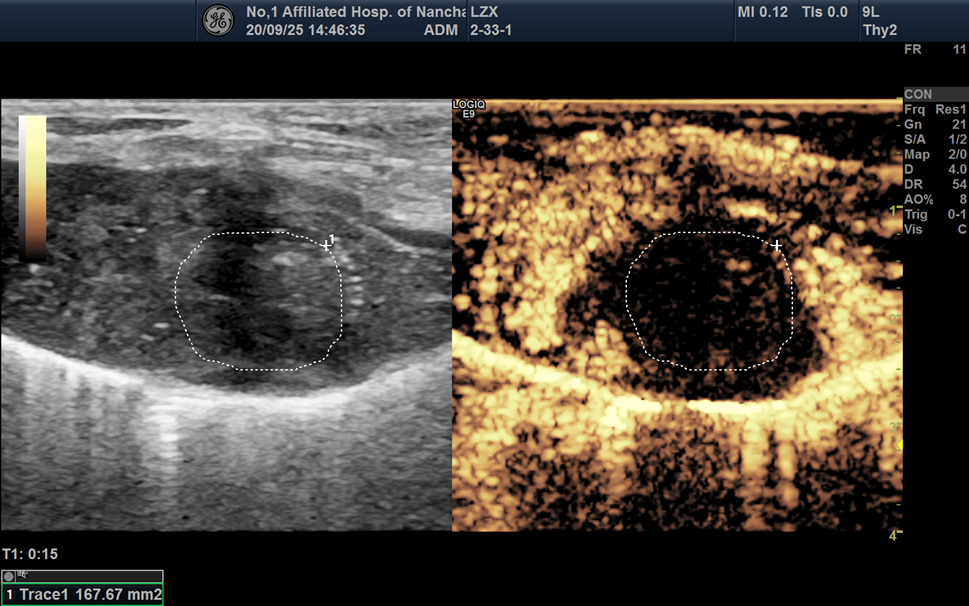 No,1 Affiliated Hosp. of Nancha LZX MI 0.12 TIs 0.0 9L
20/09/25 14:46:35 ADM 2-33-1 Thy2
FR 11
LOGIQ
E9
CON
Frq Res1
Gn 21
S/A 1/2
Map 2/0
D 4.0
DR 54
AO% 8
Trig 0-1
Vis C
1
1
4
T1: 0:15
1 Trace1 167.67 mm2